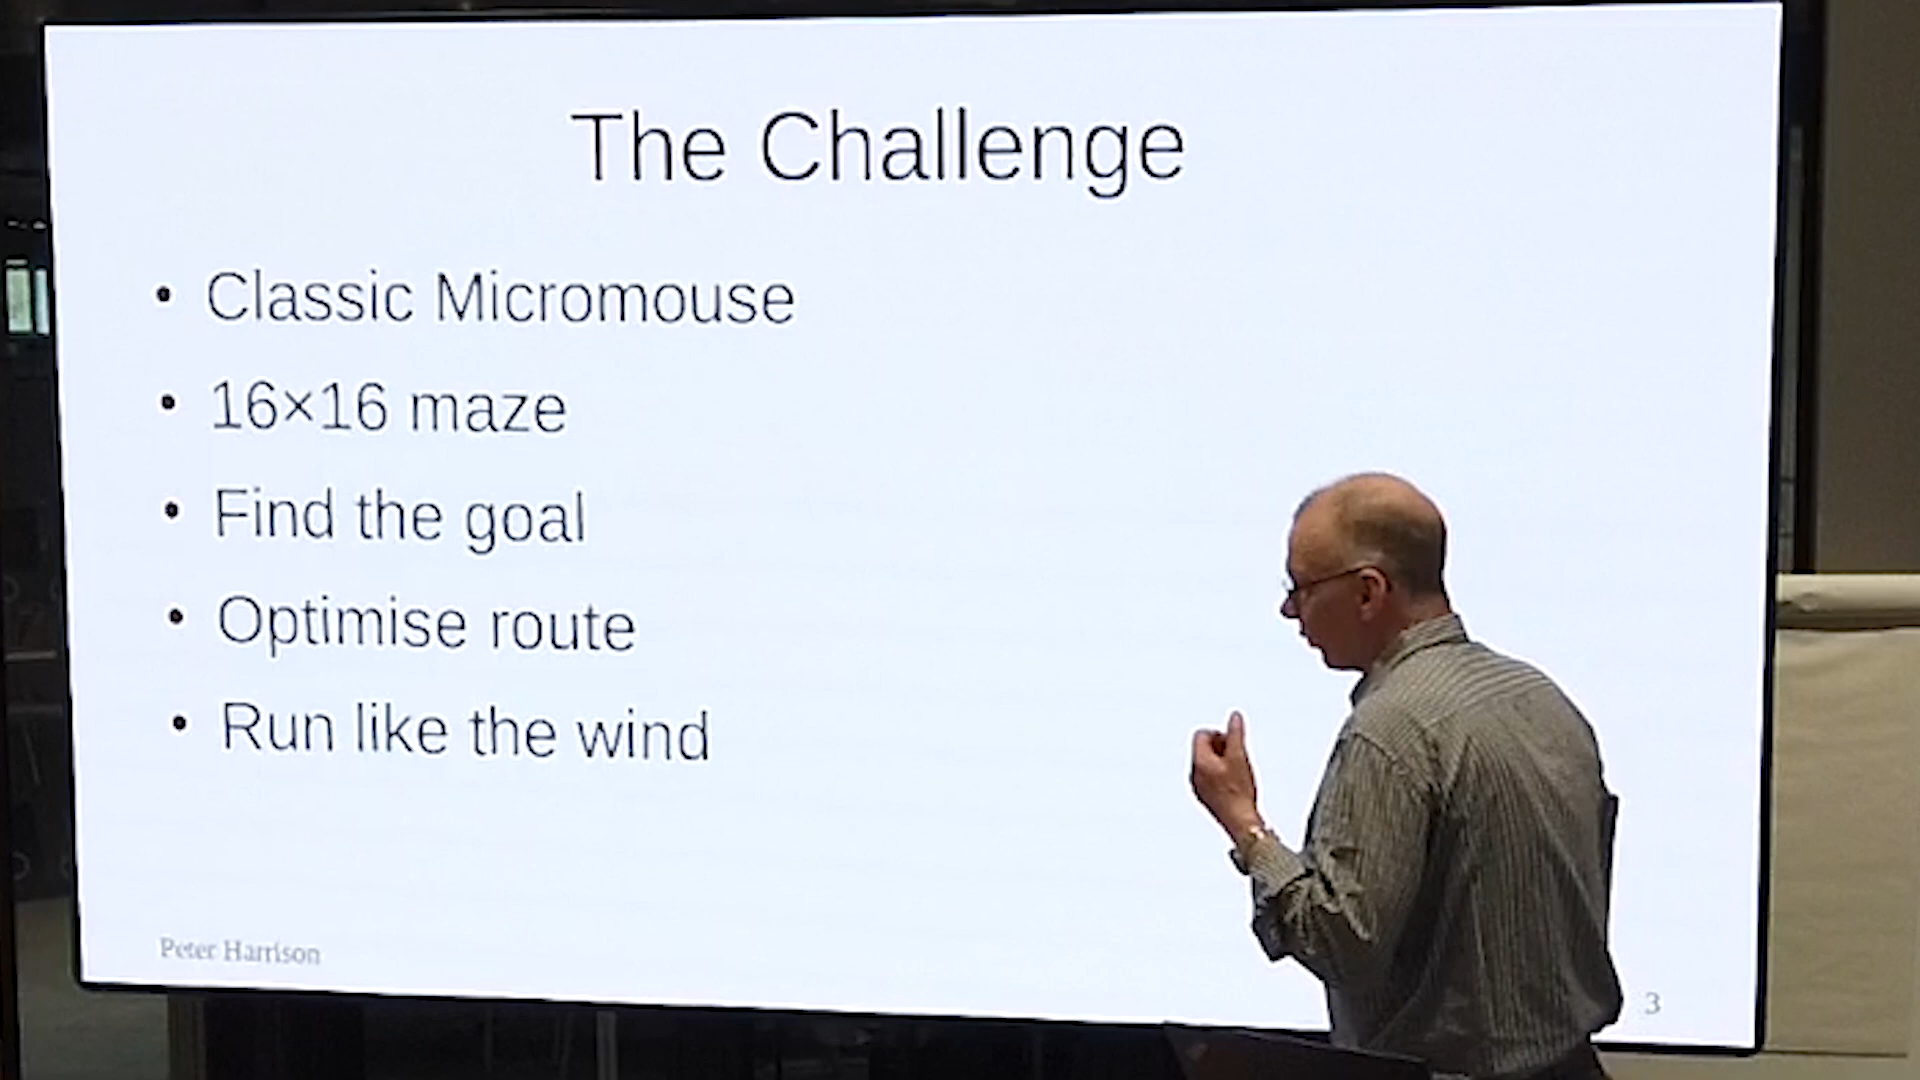 The Challenge
• Classic Micromouse
• 16×16 maze
• Find the goal
• Optimise route
• Run like the wind
Peter Harrison
3